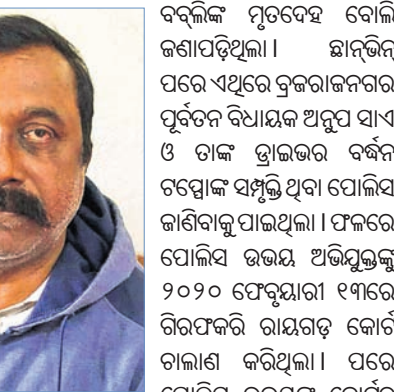 ବବ୍‌ଲିଙ୍କ ମୃତଦେହ ବୋଲି
ଜଣାପଡ଼ିଥିଲା। ଛାନ୍‌ଭିନ୍
ପରେ ଏଥିରେ ବ୍ରଜରାଜନଗର
ପୂର୍ବତନ ବିଧାୟକ ଅନୁପ ସାଏ
ଓ ତାଙ୍କ ଡ୍ରାଇଭର ବର୍ଦ୍ଧନ
ଟପ୍ପୋଙ୍କ ସମ୍ପୃକ୍ତି ଥିବା ପୋଲିସ
ଜାଣିବାକୁ ପାଇଥିଲା। ଫଳରେ
ପୋଲିସ ଉଭୟ ଅଭିଯୁକ୍ତଙ୍କୁ
୨୦୨୦ ଫେବୃୟାରୀ ୧୩ରେ
ଗିରଫକରି ରାୟଗଡ଼ କୋର୍ଟ
ଚାଲାଣ କରିଥିଲା। ପରେ